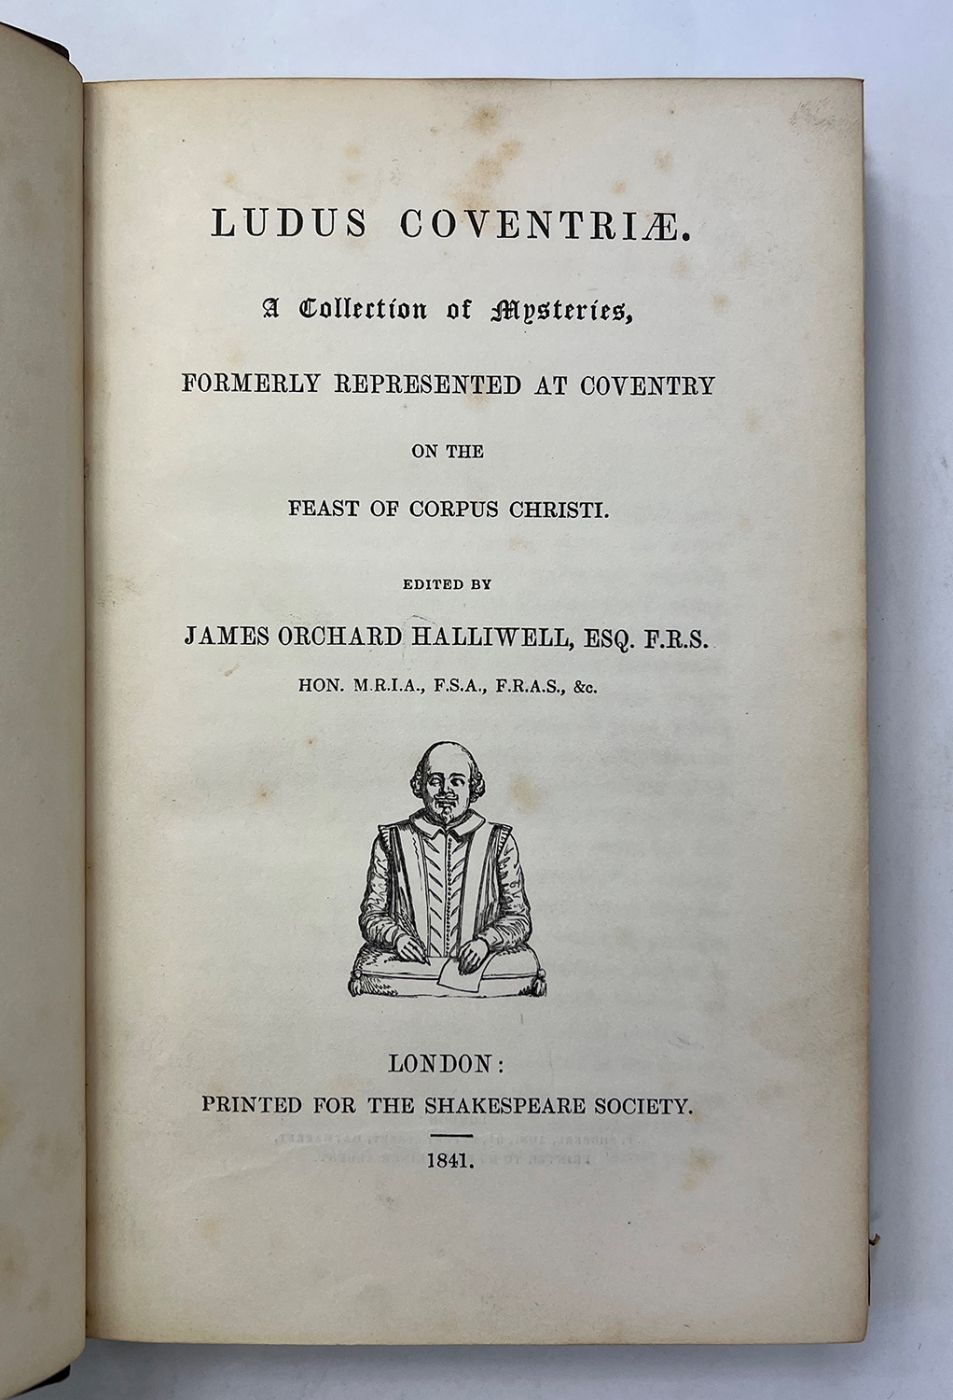 LUDUS COVENTRIÆ.
A Collection of Mysteries,
FORMERLY REPRESENTED AT COVENTRY
ON THE
FEAST OF CORPUS CHRISTI.
EDITED BY
JAMES ORCHARD HALLIWELL, ESQ. F.R.S.
HON. M.R.I.A., F.S.A., F.R.A.S., &c.
LONDON:
PRINTED FOR THE SHAKESPEARE SOCIETY.
1841.